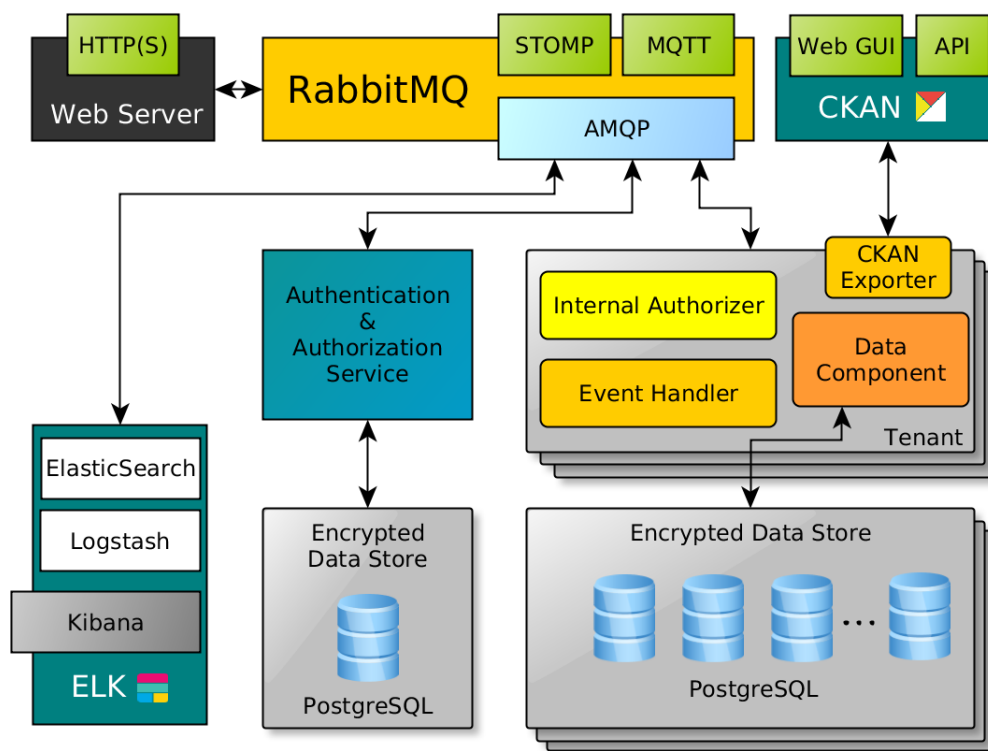 HTTP(S)
Web Server
RabbitMQ
STOMP
MQTT
AMQP
Web GUI
API
CKAN
Authentication
&
Authorization
Service
CKAN
Exporter
Internal Authorizer
Data
Component
Event Handler
Tenant
ElasticSearch
Logstash
Kibana
ELK
Encrypted
Data Store
PostgreSQL
Encrypted Data Store
...
PostgreSQL